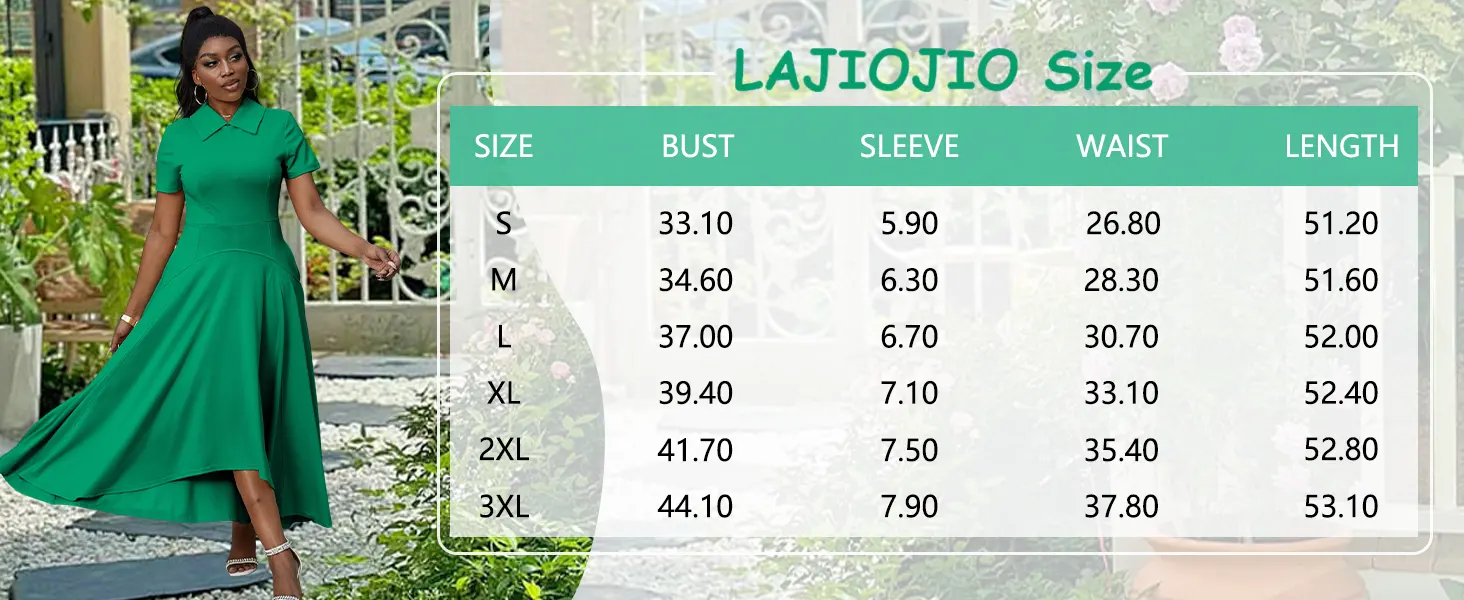 LAJIOJIO Size
SIZE BUST SLEEVE WAIST LENGTH
S 33.10 5.90 26.80 51.20
M 34.60 6.30 28.30 51.60
L 37.00 6.70 30.70 52.00
XL 39.40 7.10 33.10 52.40
2XL 41.70 7.50 35.40 52.80
3XL 44.10 7.90 37.80 53.10